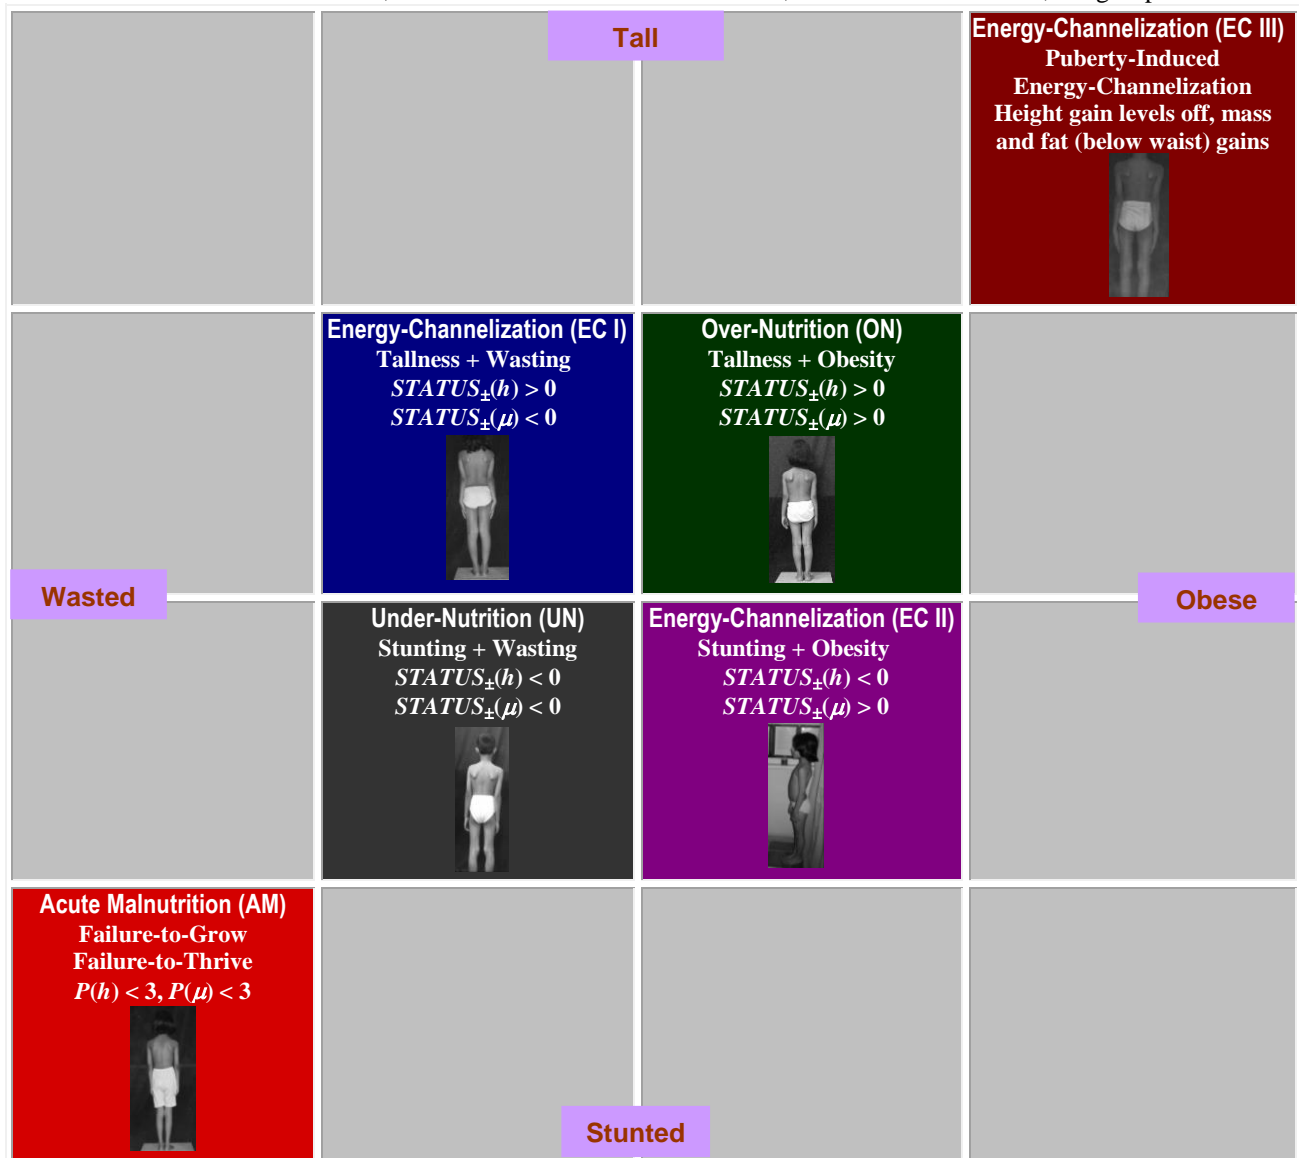 Tall
Energy-Channelization (EC III)
Puberty-Induced
Energy-Channelization
Height gain levels off, mass
and fat (below waist) gains
Energy-Channelization (EC I)
Tallness + Wasting
STATUS±(h) > 0
STATUS±(μ) < 0
Over-Nutrition (ON)
Tallness + Obesity
STATUS±(h) > 0
STATUS±(μ) > 0
Wasted
Obese
Under-Nutrition (UN)
Stunting + Wasting
STATUS±(h) < 0
STATUS±(μ) < 0
Energy-Channelization (EC II)
Stunting + Obesity
STATUS±(h) < 0
STATUS±(μ) > 0
Acute Malnutrition (AM)
Failure-to-Grow
Failure-to-Thrive
P(h) < 3, P(μ) < 3
Stunted